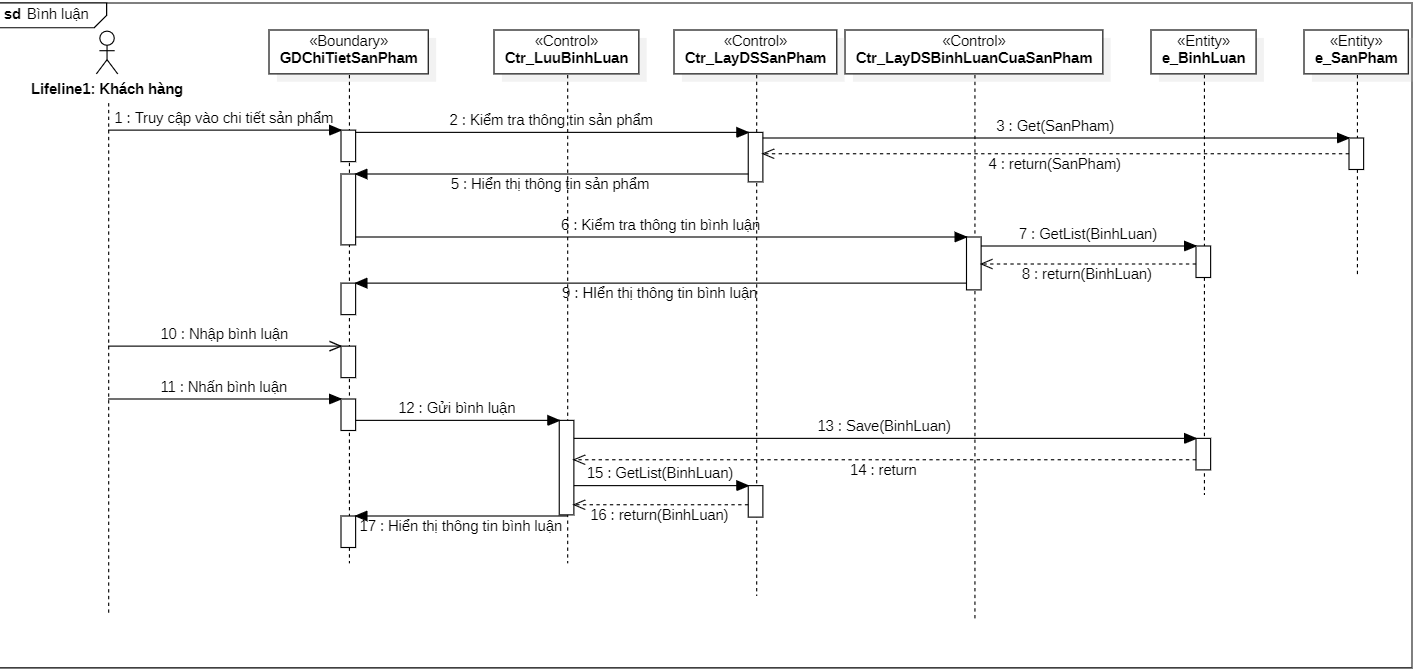 sd Bình luận
«Boundary»
GDChiTietSanPham
«Control»
Ctr_LuuBinhLuan
«Control»
Ctr_LayDSSanPham
«Control»
Ctr_LayDSBinhLuanCuaSanPham
«Entity»
e_BinhLuan
«Entity»
e_SanPham
Lifeline1: Khách hàng
1 : Truy cập vào chi tiết sản phẩm
2 : Kiểm tra thông tin sản phẩm
3 : Get(SanPham)
4 : return(SanPham)
5 : Hiển thị thông tin sản phẩm
6 : Kiểm tra thông tin bình luận
7 : GetList(BinhLuan)
8 : return(BinhLuan)
9 : HIển thị thông tin bình luận
10 : Nhập bình luận
11 : Nhấn bình luận
12 : Gửi bình luận
13 : Save(BinhLuan)
14 : return
15 : GetList(BinhLuan)
16 : return(BinhLuan)
17 : Hiển thị thông tin bình luận